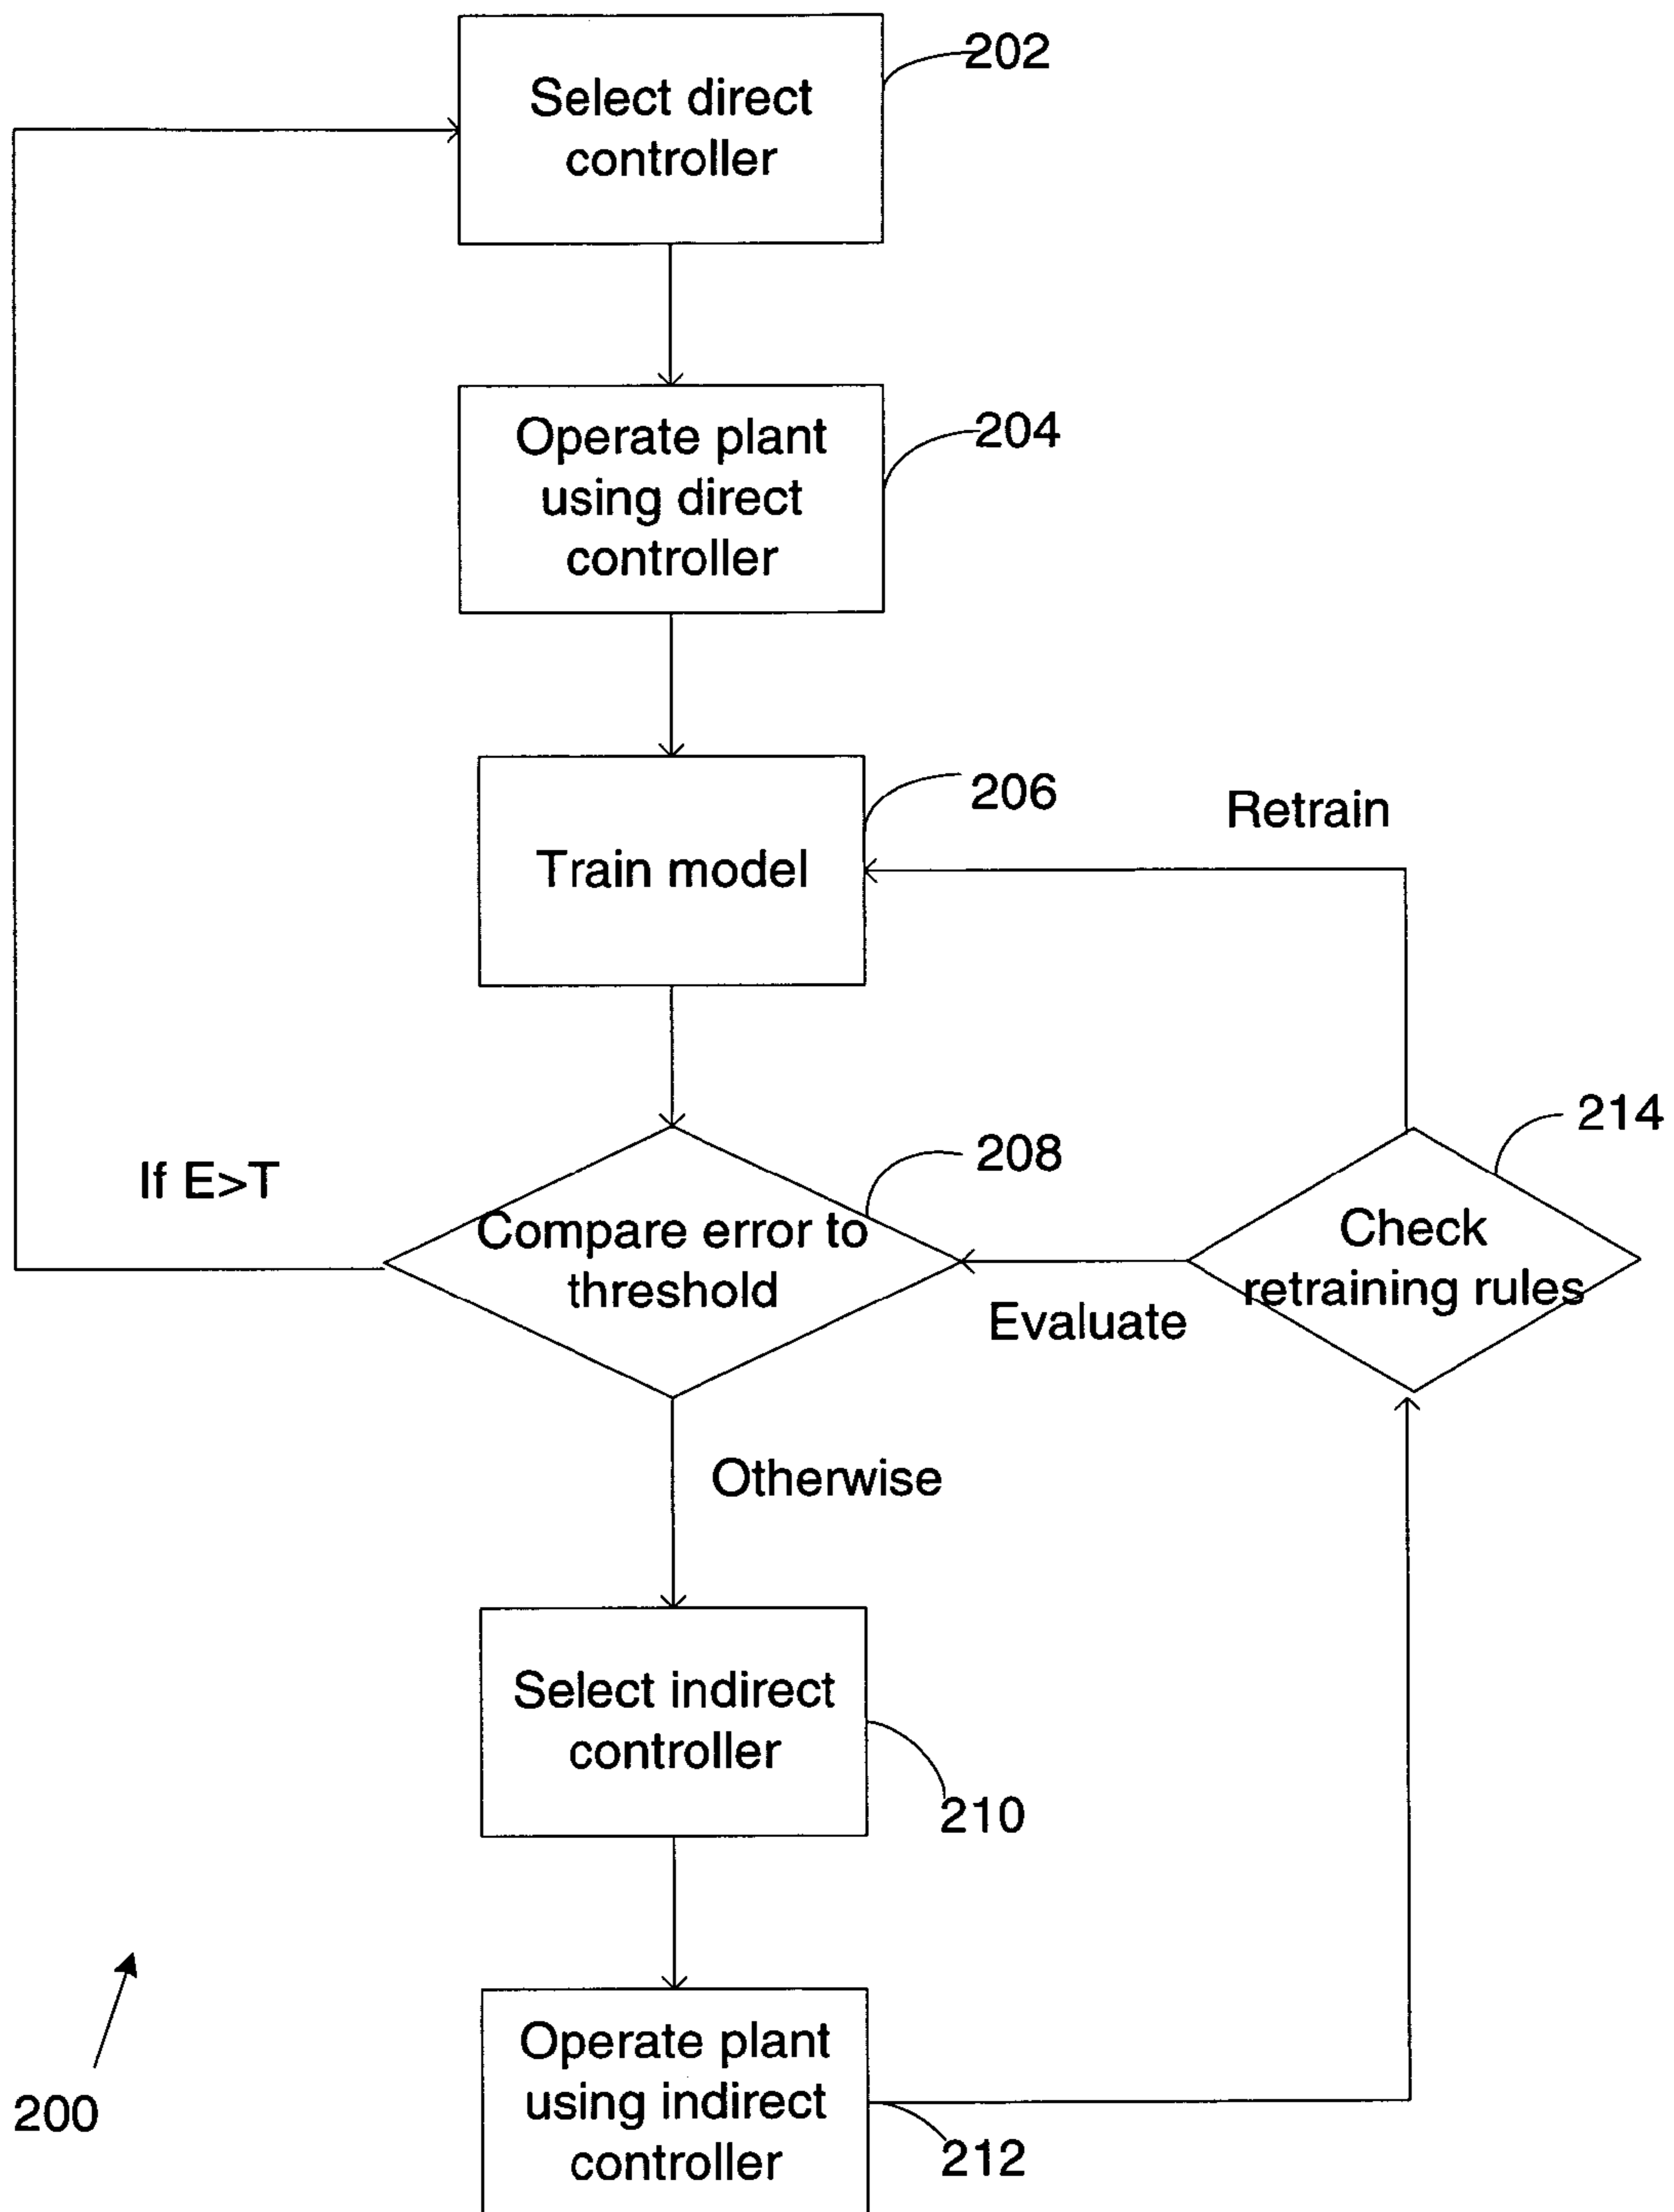 Select direct
controller
202
Operate plant
using direct
controller
204
Train model
206
Retrain
If E>T
Compare error to
threshold
208
Evaluate
Check
retraining rules
214
Otherwise
Select indirect
controller
210
Operate plant
using indirect
controller
212
200